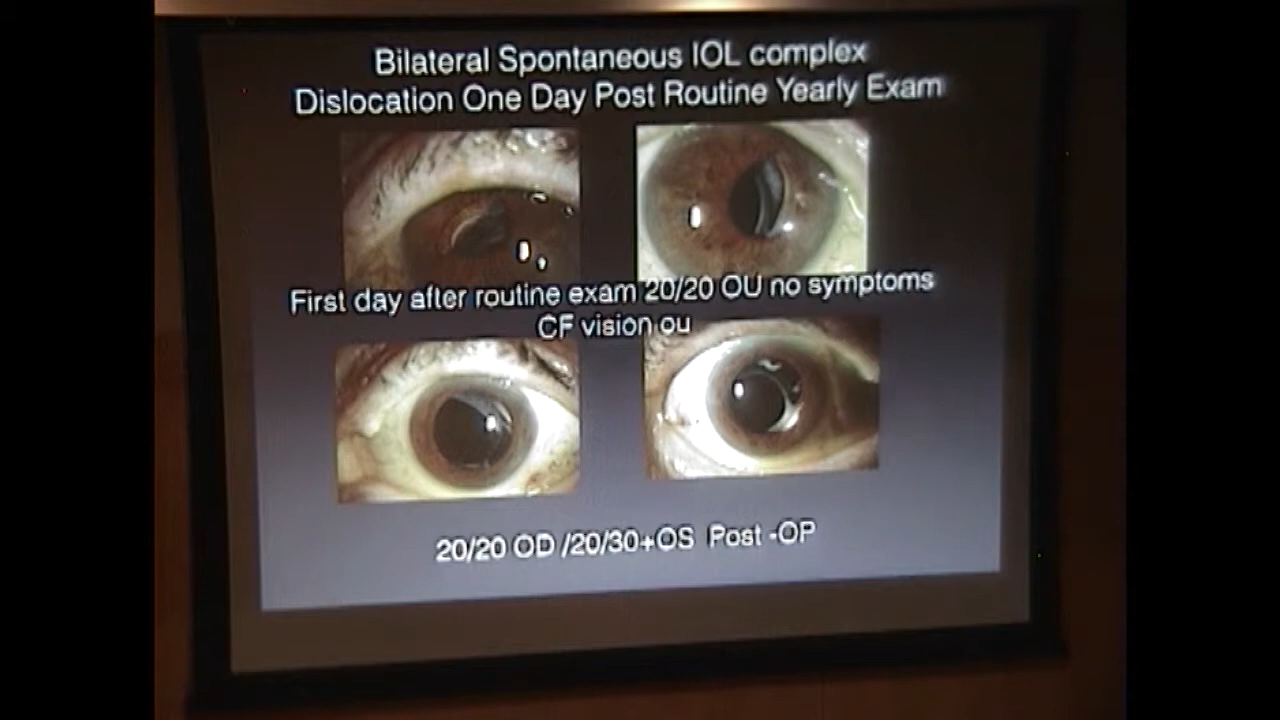 Bilateral Spontaneous IOL complex
Dislocation One Day Post Routine Yearly Exam
First day after routine exam 20/20 OU no symptoms
CF vision ou
20/20 OD /20/30+OS Post -OP